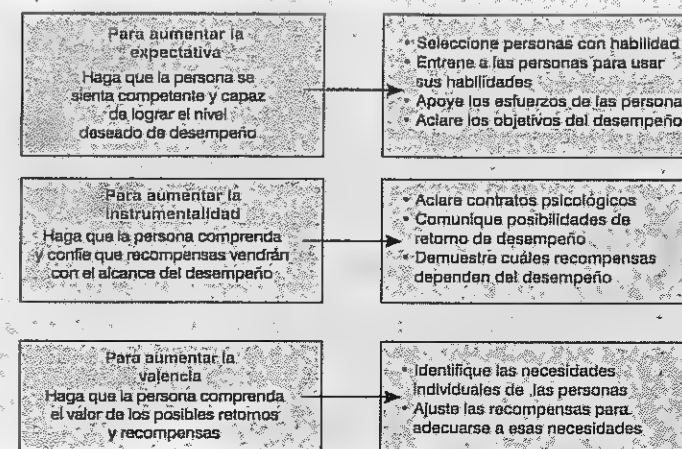 Para aumentar la
expectativa
Haga que la persona se
sienta competente y capaz
de lograr el nivel
deseado de desempeño
• Seleccione personas con habilidad
• Entrene a las personas para usar
sus habilidades
• Apoye los esfuerzos de las persona
• Aclare los objetivos del desempeño
Para aumentar la
instrumentalidad
Haga que la persona comprenda
y confíe que recompensas vendrán
con el alcance del desempeño
• Aclare contratos psicológicos
• Comunique posibilidades de
retorno de desempeño
• Demuestre cuáles recompensas
dependen del desempeño
Para aumentar la
valencia
Haga que la persona comprenda
el valor de los posibles retornos
y recompensas
• Identifique las necesidades
individuales de las personas
• Ajuste las recompensas para
adecuarse a esas necesidades